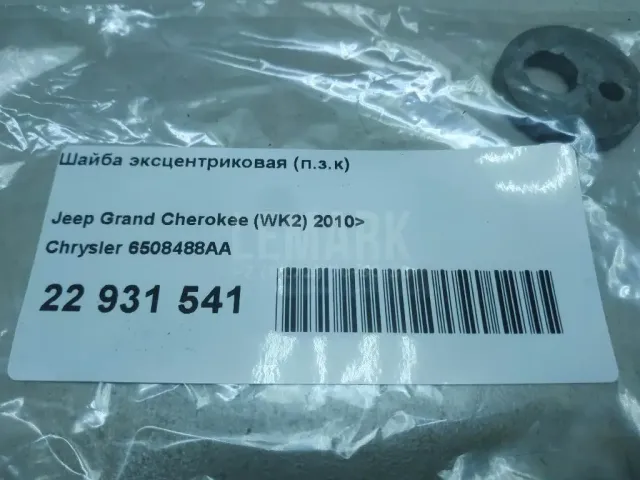 Шайба эксцентриковая (п.з.к)
Jeep Grand Cherokee (WK2) 2010>
Chrysler 6508488AA
22 931 541